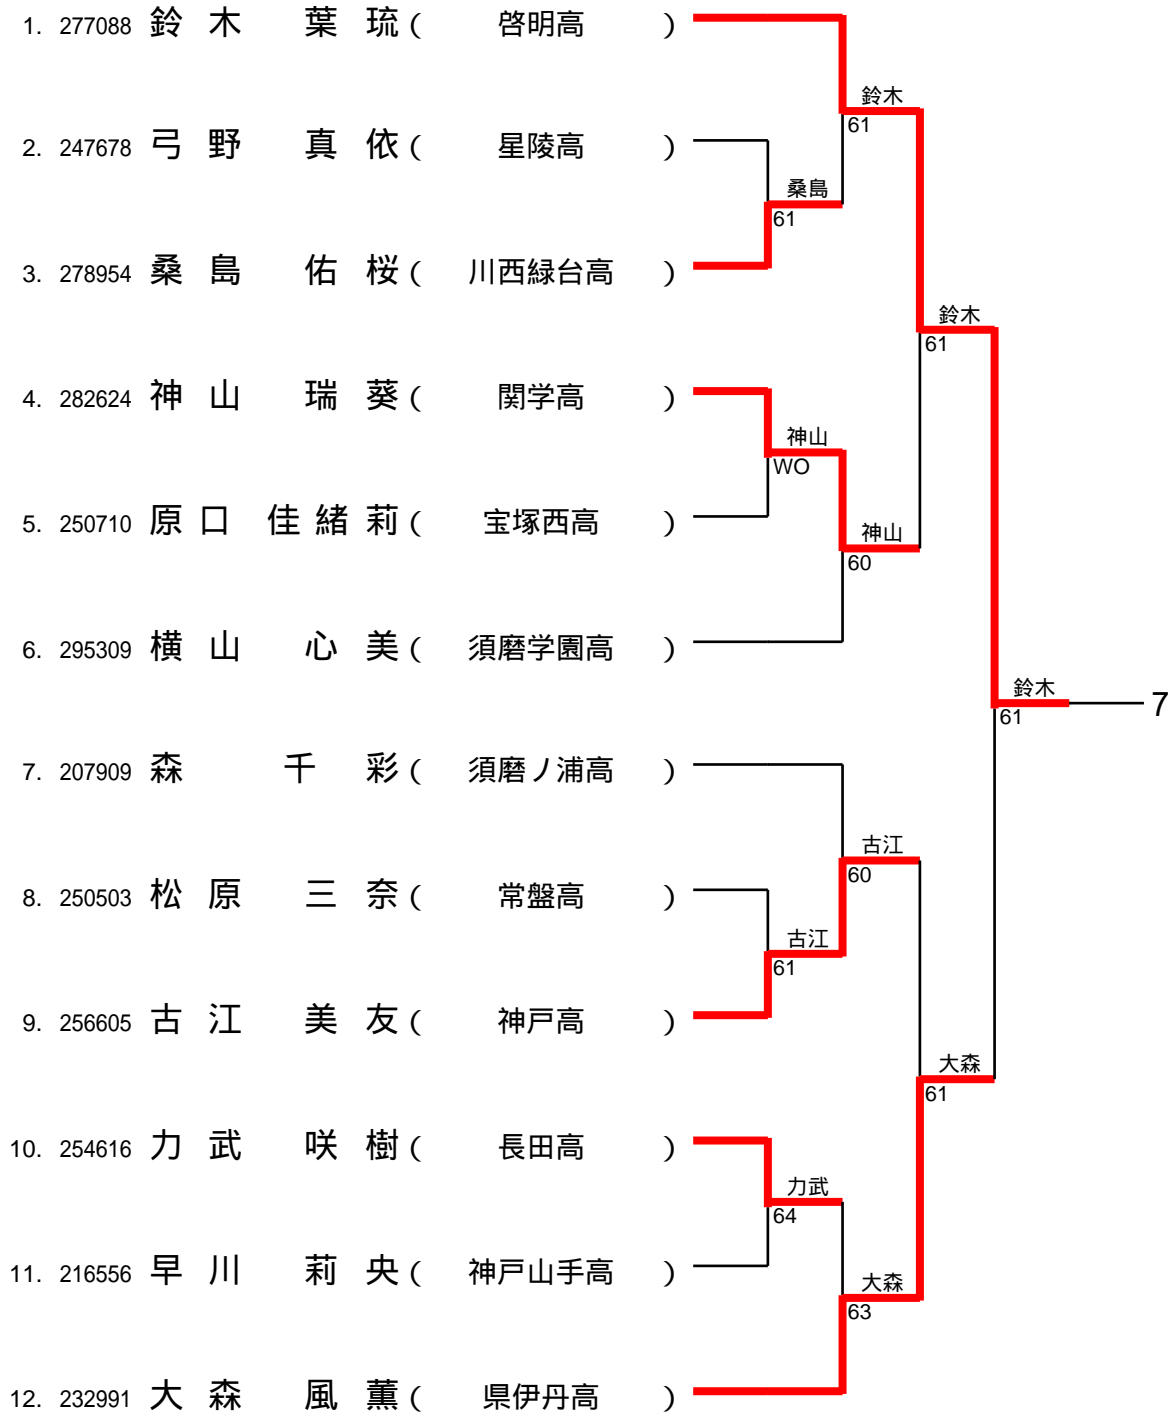 1. 277088 鈴木 葉琉 ( 啓明高 )
鈴木
61
2. 247678 弓野 真依 ( 星陵高 )
桑島
61
3. 278954 桑島 佑桜 ( 川西緑台高 )
鈴木
61
4. 282624 神山 瑞葵 ( 関学高 )
神山
WO
5. 250710 原口 佳緒莉 ( 宝塚西高 )
神山
60
6. 295309 横山 心美 ( 須磨学園高 )
鈴木
61
7
7. 207909 森 千彩 ( 須磨ノ浦高 )
古江
60
8. 250503 松原 三奈 ( 常盤高 )
古江
61
9. 256605 古江 美友 ( 神戸高 )
大森
61
10. 254616 力武 咲樹 ( 長田高 )
力武
64
11. 216556 早川 莉央 ( 神戸山手高 )
大森
63
12. 232991 大森 風薫 ( 県伊丹高 )